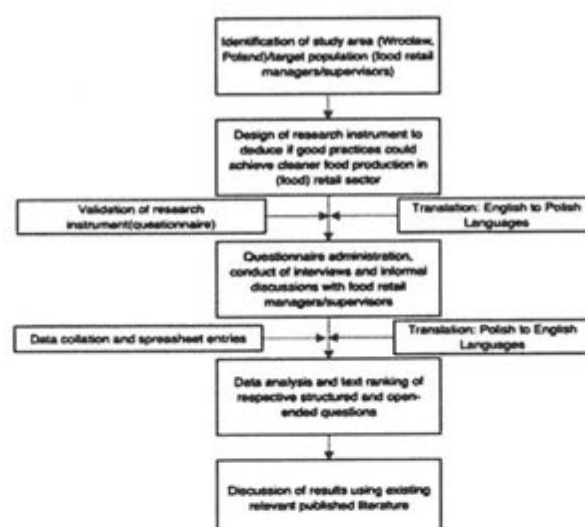 Identification of study area (Wrocław,
Poland)/target population (food retail
managers/supervisors)
Design of research instrument to
deduce if good practices could
achieve cleaner food production in
(food) retail sector
Validation of research
instrument(questionnaire)
Translation: English to Polish
Languages
Questionnaire administration,
conduct of interviews and informal
discussions with food retail
managers/supervisors
Data collation and spreasheet entries
Translation: Polish to English
Languages
Data analysis and text ranking of
respective structured and open-
ended questions
Discussion of results using existing
relevant published literature